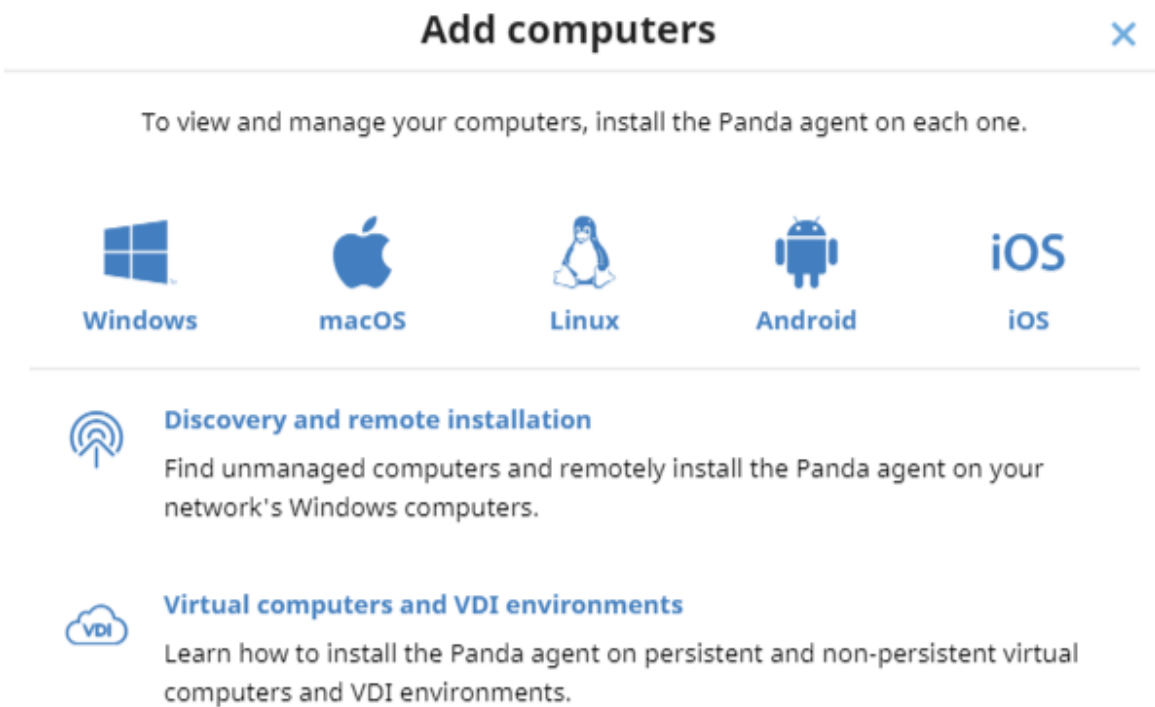 Add computers
To view and manage your computers, install the Panda agent on each one.
iOS
Windows macOS Linux Android iOS
Discovery and remote installation
Find unmanaged computers and remotely install the Panda agent on your
network's Windows computers.
Virtual computers and VDI environments
VDI
Learn how to install the Panda agent on persistent and non-persistent virtual
computers and VDI environments.